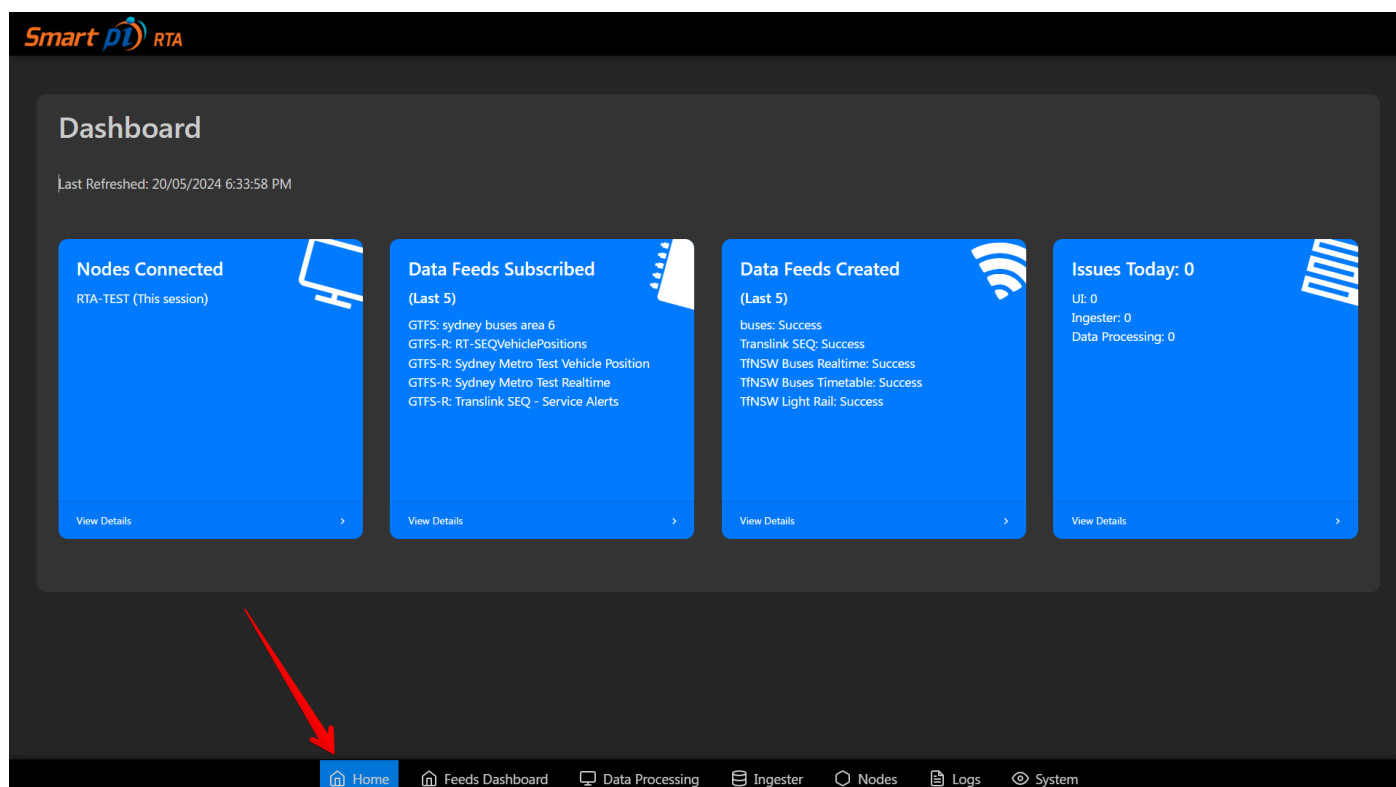 Smart pi RTA
Dashboard
Last Refreshed: 20/05/2024 6:33:58 PM
Nodes Connected
RTA-TEST (This session)
View Details
Data Feeds Subscribed
(Last 5)
GTFS: sydney buses area 6
GTFS-R: RT-SEQVehiclePositions
GTFS-R: Sydney Metro Test Vehicle Position
GTFS-R: Sydney Metro Test Realtime
GTFS-R: Translink SEQ - Service Alerts
View Details
Data Feeds Created
(Last 5)
buses: Success
Translink SEQ: Success
TfNSW Buses Realtime: Success
TfNSW Buses Timetable: Success
TfNSW Light Rail: Success
View Details
Issues Today: 0
UI: 0
Ingester: 0
Data Processing: 0
View Details
Home Feeds Dashboard Data Processing Ingester Nodes Logs System